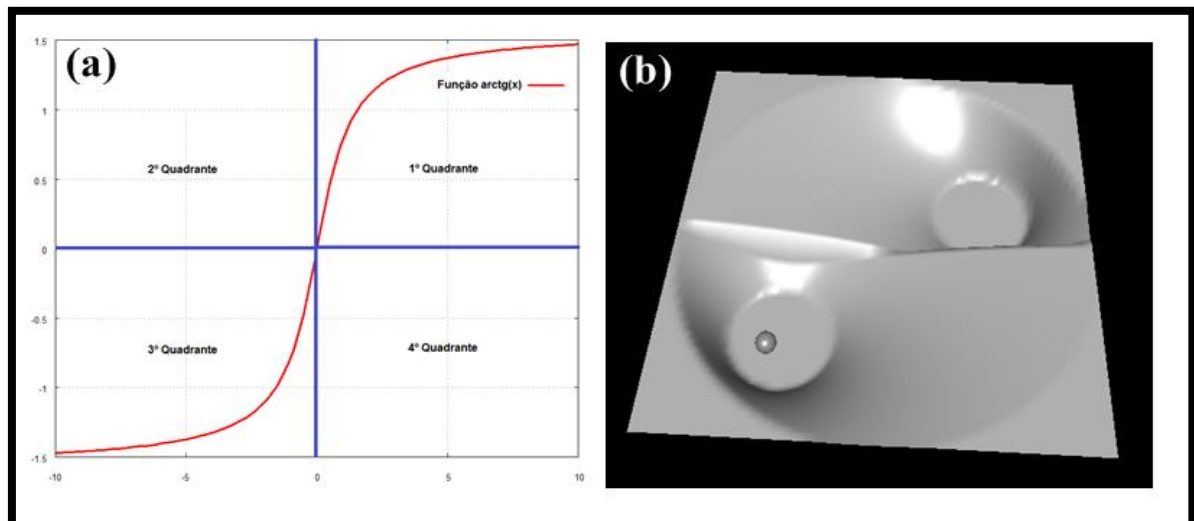 (a)
1.5
Função arctg(x)
1
2º Quadrante
1º Quadrante
0.5
0
-0.5
3º Quadrante
4º Quadrante
-1
-1.5
-10
-5
0
5
10
(b)